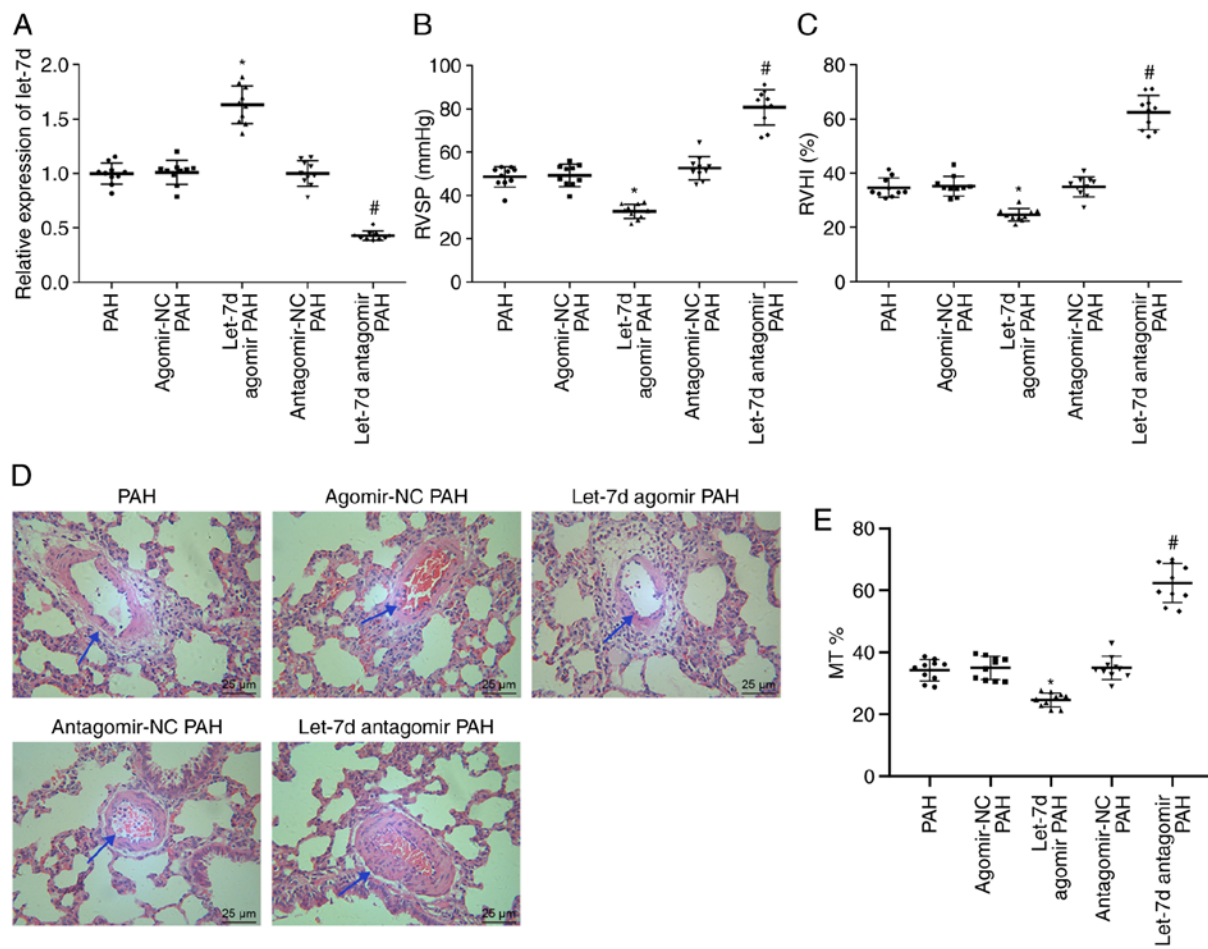 A
Relative expression of let-7d
2.0
1.5
1.0
0.5
0.0
*
#
PAH
Agomir-NC
PAH
Let-7d
agomir PAH
Antagomir-NC
PAH
Let-7d antagomir
PAH
B
RVSP (mmHg)
100
80
60
40
20
0
*
#
PAH
Agomir-NC
PAH
Let-7d
agomir PAH
Antagomir-NC
PAH
Let-7d antagomir
PAH
C
RVHI (%)
80
60
40
20
0
*
#
PAH
Agomir-NC
PAH
Let-7d
agomir PAH
Antagomir-NC
PAH
Let-7d antagomir
PAH
D
PAH
25 µm
Agomir-NC PAH
25 µm
Let-7d agomir PAH
25 µm
Antagomir-NC PAH
25 µm
Let-7d antagomir PAH
25 µm
E
MT %
80
60
40
20
0
*
#
PAH
Agomir-NC
PAH
Let-7d
agomir PAH
Antagomir-NC
PAH
Let-7d antagomir
PAH